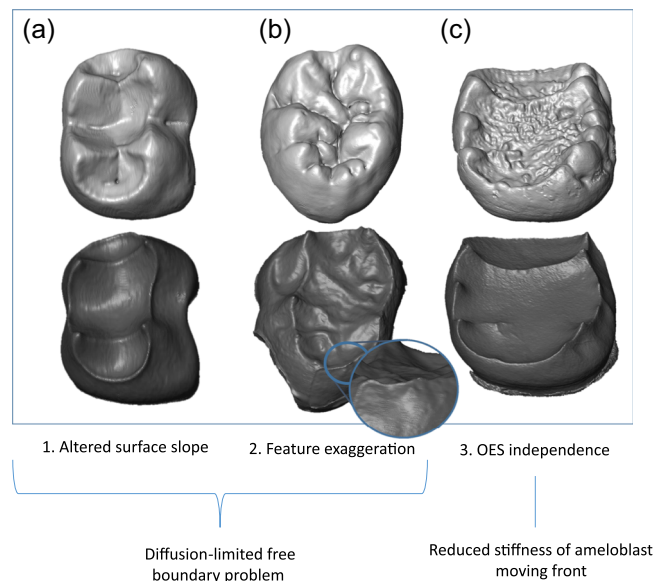 (a)
(b)
(c)
1. Altered surface slope
2. Feature exaggeration
3. OES independence
Diffusion-limited free
boundary problem
Reduced stiffness of ameloblast
moving front